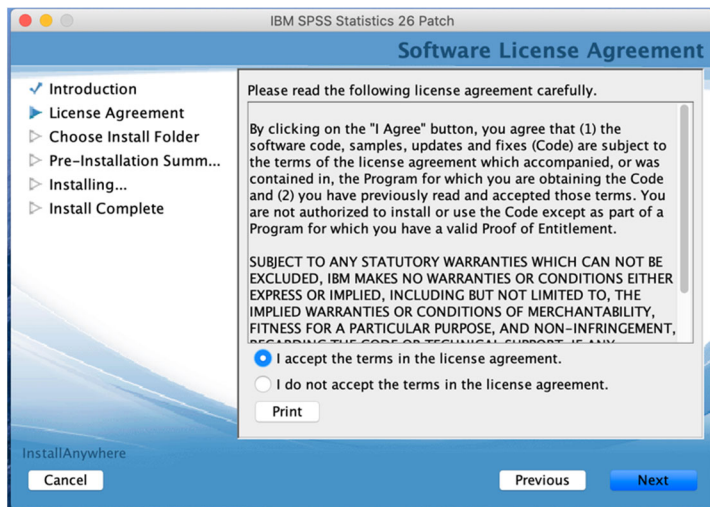 IBM SPSS Statistics 26 Patch
Software License Agreement
Introduction
License Agreement
Choose Install Folder
Pre-Installation Summ...
Installing...
Install Complete
Please read the following license agreement carefully.
By clicking on the "I Agree" button, you agree that (1) the
software code, samples, updates and fixes (Code) are subject to
the terms of the license agreement which accompanied, or was
contained in, the Program for which you are obtaining the Code
and (2) you have previously read and accepted those terms. You
are not authorized to install or use the Code except as part of a
Program for which you have a valid Proof of Entitlement.
SUBJECT TO ANY STATUTORY WARRANTIES WHICH CAN NOT BE
EXCLUDED, IBM MAKES NO WARRANTIES OR CONDITIONS EITHER
EXPRESS OR IMPLIED, INCLUDING BUT NOT LIMITED TO, THE
IMPLIED WARRANTIES OR CONDITIONS OF MERCHANTABILITY,
FITNESS FOR A PARTICULAR PURPOSE, AND NON-INFRINGEMENT,
REGARDING THE CODE OR TECHNICAL SUPPORT, IF ANY.
I accept the terms in the license agreement.
I do not accept the terms in the license agreement.
Print
InstallAnywhere
Cancel
Previous
Next